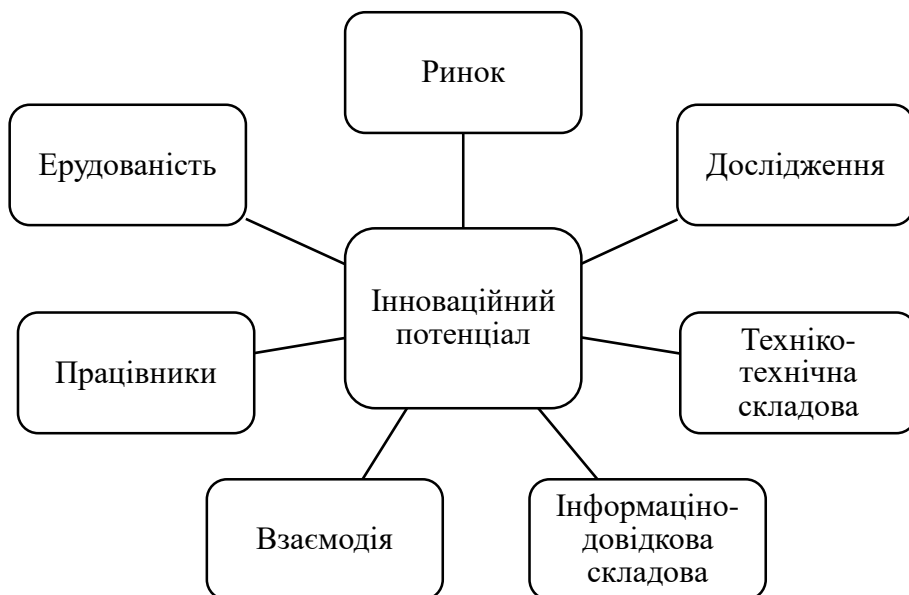 Ринок
Ерудованість
Дослідження
Інноваційний
потенціал
Працівники
Техніко-
технічна
складова
Взаємодія
Інформаціно-
довідкова
складова